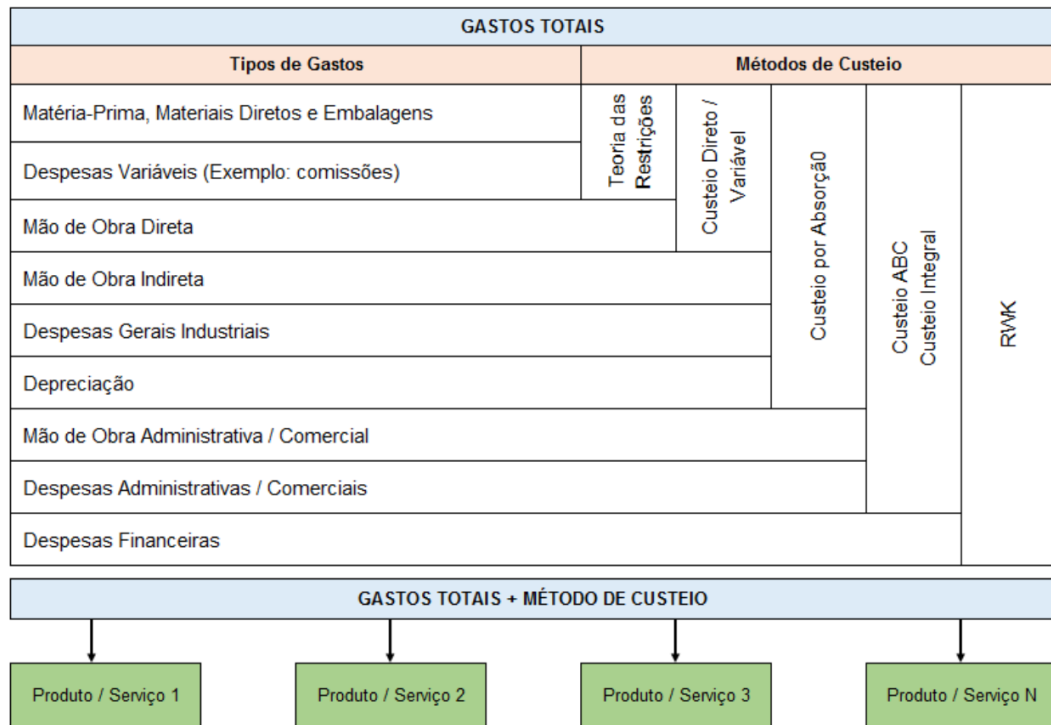 GASTOS TOTAIS
Tipos de Gastos
Métodos de Custeio
Matéria-Prima, Materiais Diretos e Embalagens
Despesas Variáveis (Exemplo: comissões)
Mão de Obra Direta
Mão de Obra Indireta
Despesas Gerais Industriais
Depreciação
Mão de Obra Administrativa / Comercial
Despesas Administrativas / Comerciais
Despesas Financeiras
Teoria das
Restrições
Custeio Direto /
Variável
Custeio por Absorçã0
Custeio ABC
Custeio Integral
RWK
GASTOS TOTAIS + MÉTODO DE CUSTEIO
Produto / Serviço 1
Produto / Serviço 2
Produto / Serviço 3
Produto / Serviço N